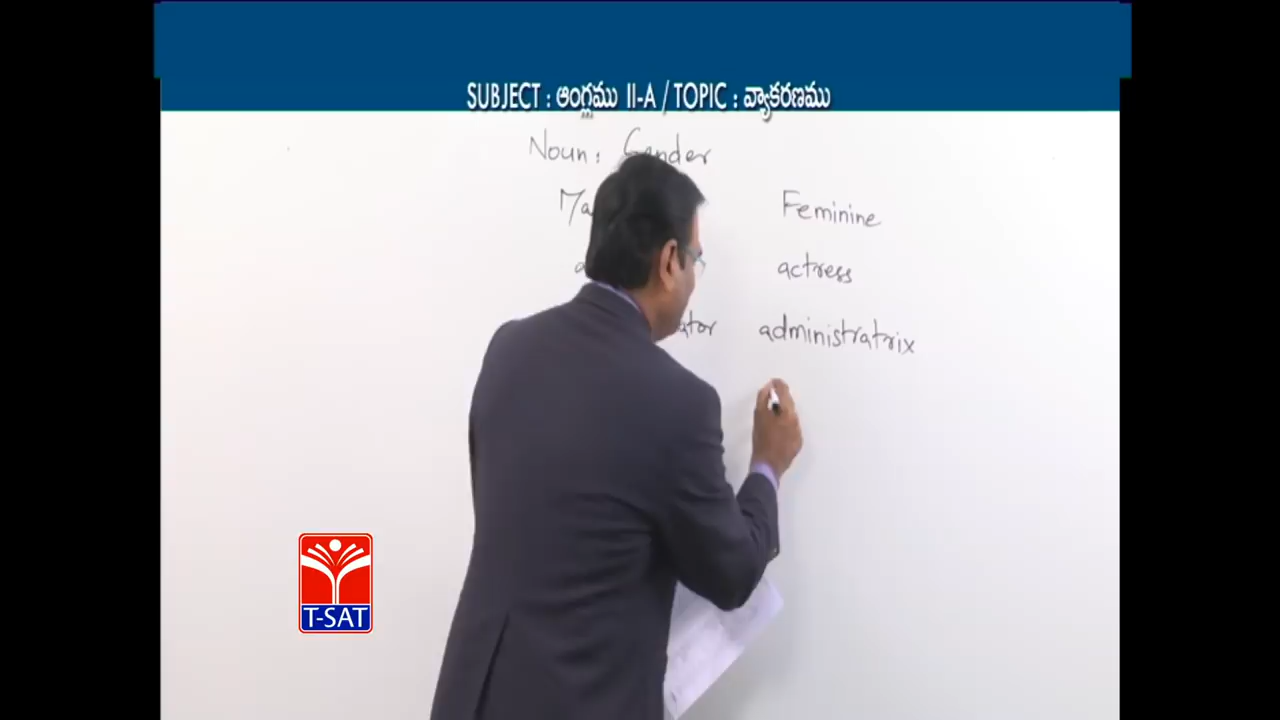 SUBJECT : ఆంగ్లము II-A / TOPIC : వ్యాకరణము
Noun: Gender
Feminine
actress
administratrix
T-SAT